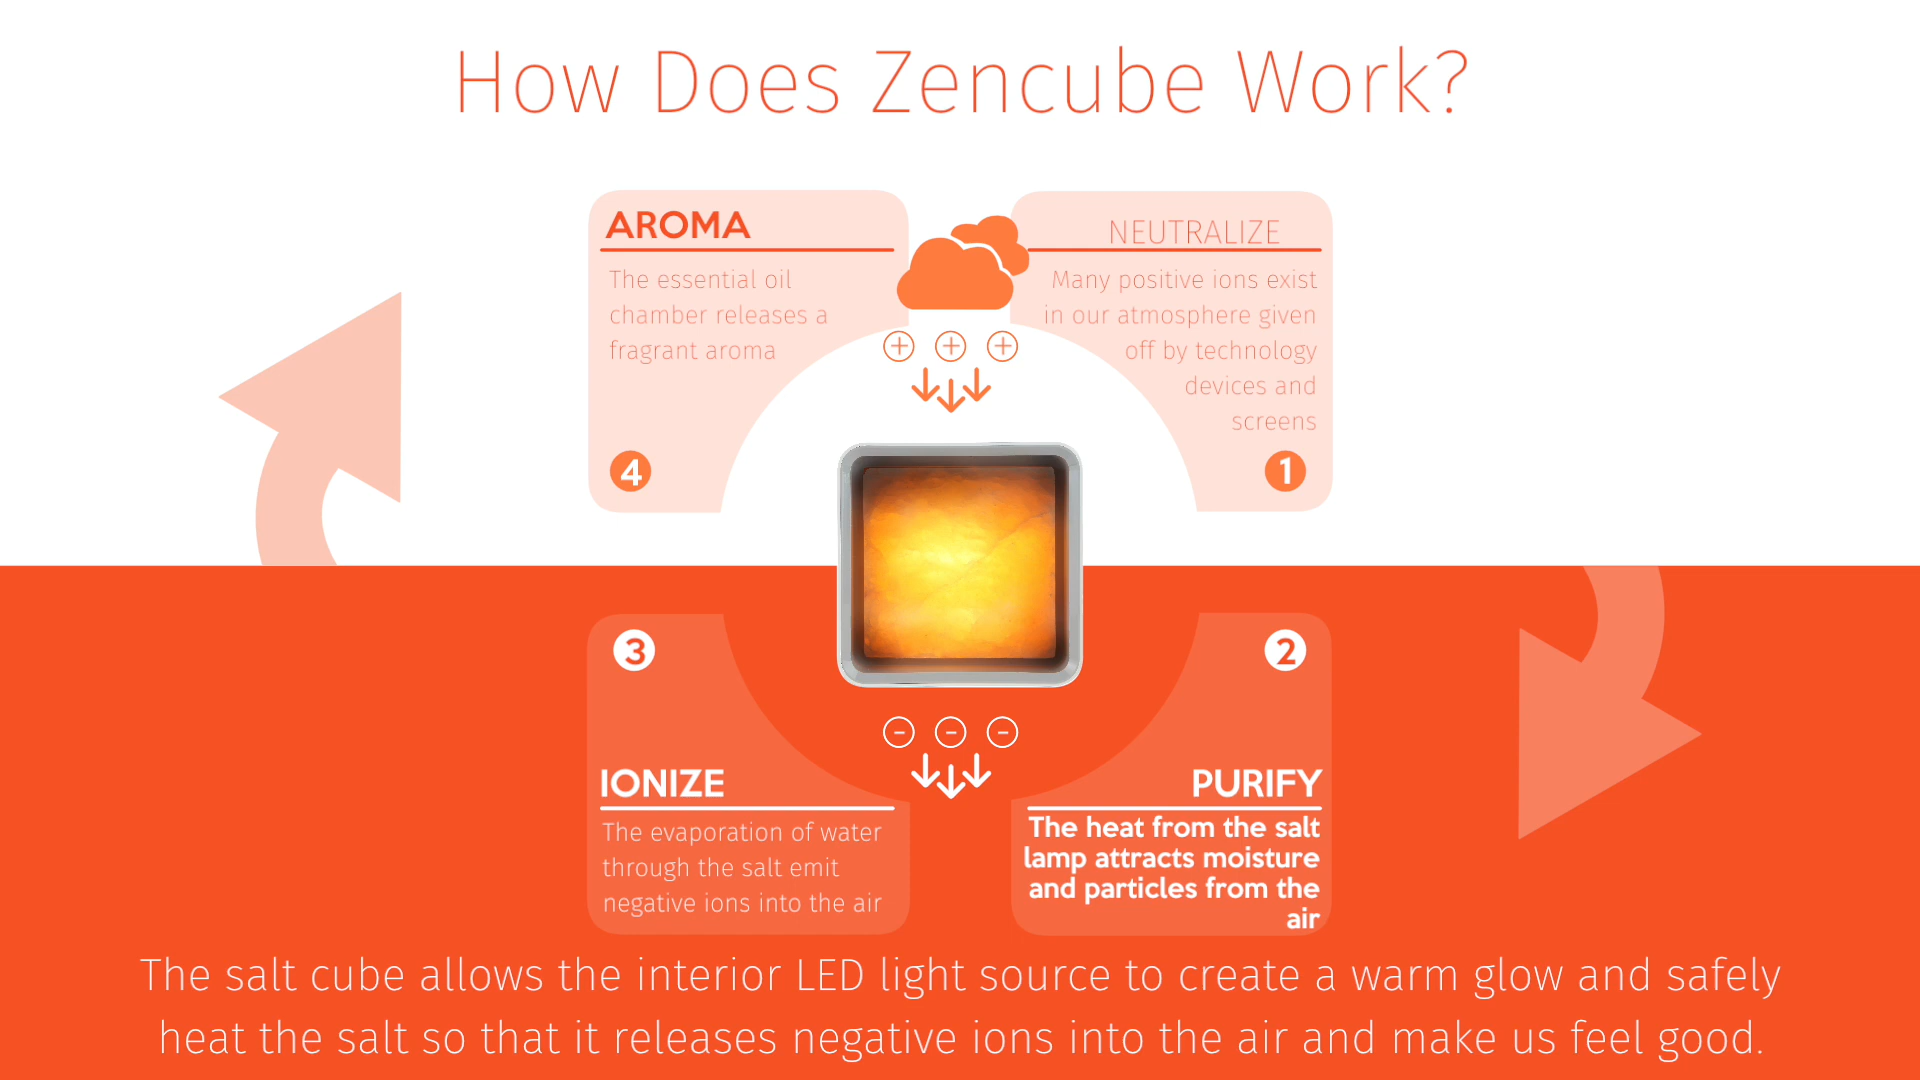 How Does Zencube Work?
AROMA
The essential oil
chamber releases a
fragrant aroma
4
NEUTRALIZE
Many positive ions exist
in our atmosphere given
off by technology
devices and
screens
1
+ + +
3
IONIZE
The evaporation of water
through the salt emit
negative ions into the air
- - -
2
PURIFY
The heat from the salt
lamp attracts moisture
and particles from the
air
The salt cube allows the interior LED light source to create a warm glow and safely
heat the salt so that it releases negative ions into the air and make us feel good.